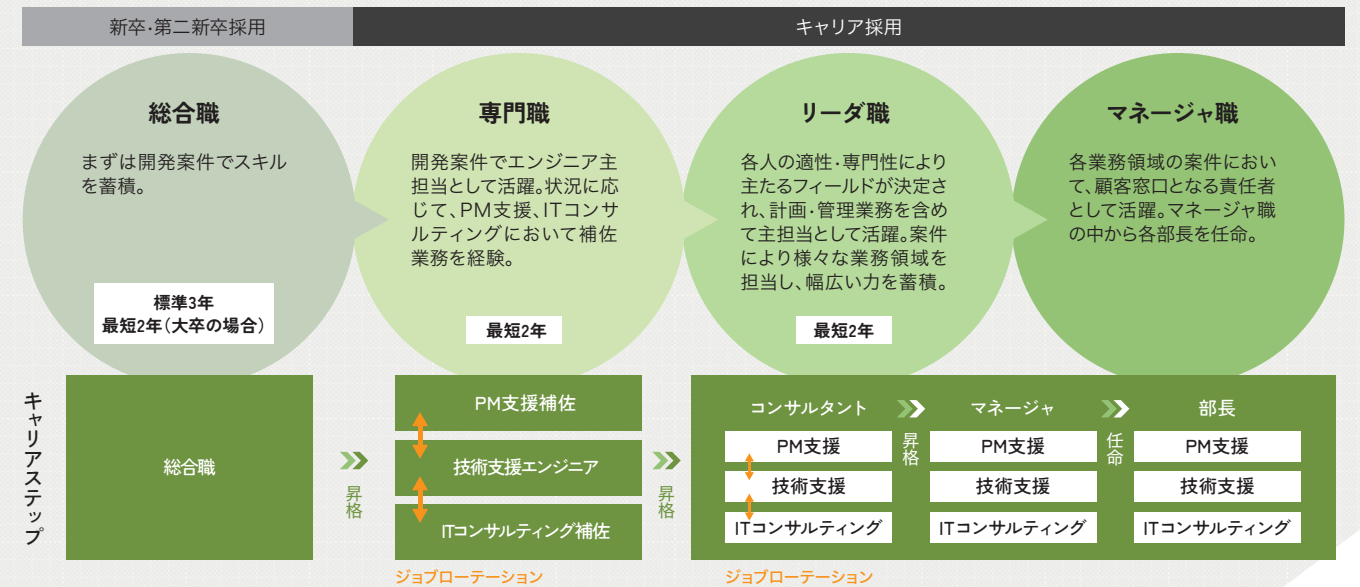 新卒・第二新卒採用
キャリア採用
総合職
まずは開発案件でスキル
を蓄積。
標準3年
最短2年(大卒の場合)
専門職
開発案件でエンジニア主
担当として活躍。状況に応
じて、PM支援、ITコンサ
ルティングにおいて補佐
業務を経験。
最短2年
リーダ職
各人の適性・専門性により
主たるフィールドが決定さ
れ、計画・管理業務を含め
て主担当として活躍。案件
により様々な業務領域を
担当し、幅広い力を蓄積。
最短2年
マネージャ職
各業務領域の案件におい
て、顧客窓口となる責任者
として活躍。マネージャ職
の中から各部長を任命。
キャリアステップ
総合職
昇格
PM支援補佐
技術支援エンジニア
ITコンサルティング補佐
ジョブローテーション
昇格
コンサルタント
PM支援
技術支援
ITコンサルティング
ジョブローテーション
昇格
マネージャ
PM支援
技術支援
ITコンサルティング
任命
部長
PM支援
技術支援
ITコンサルティング